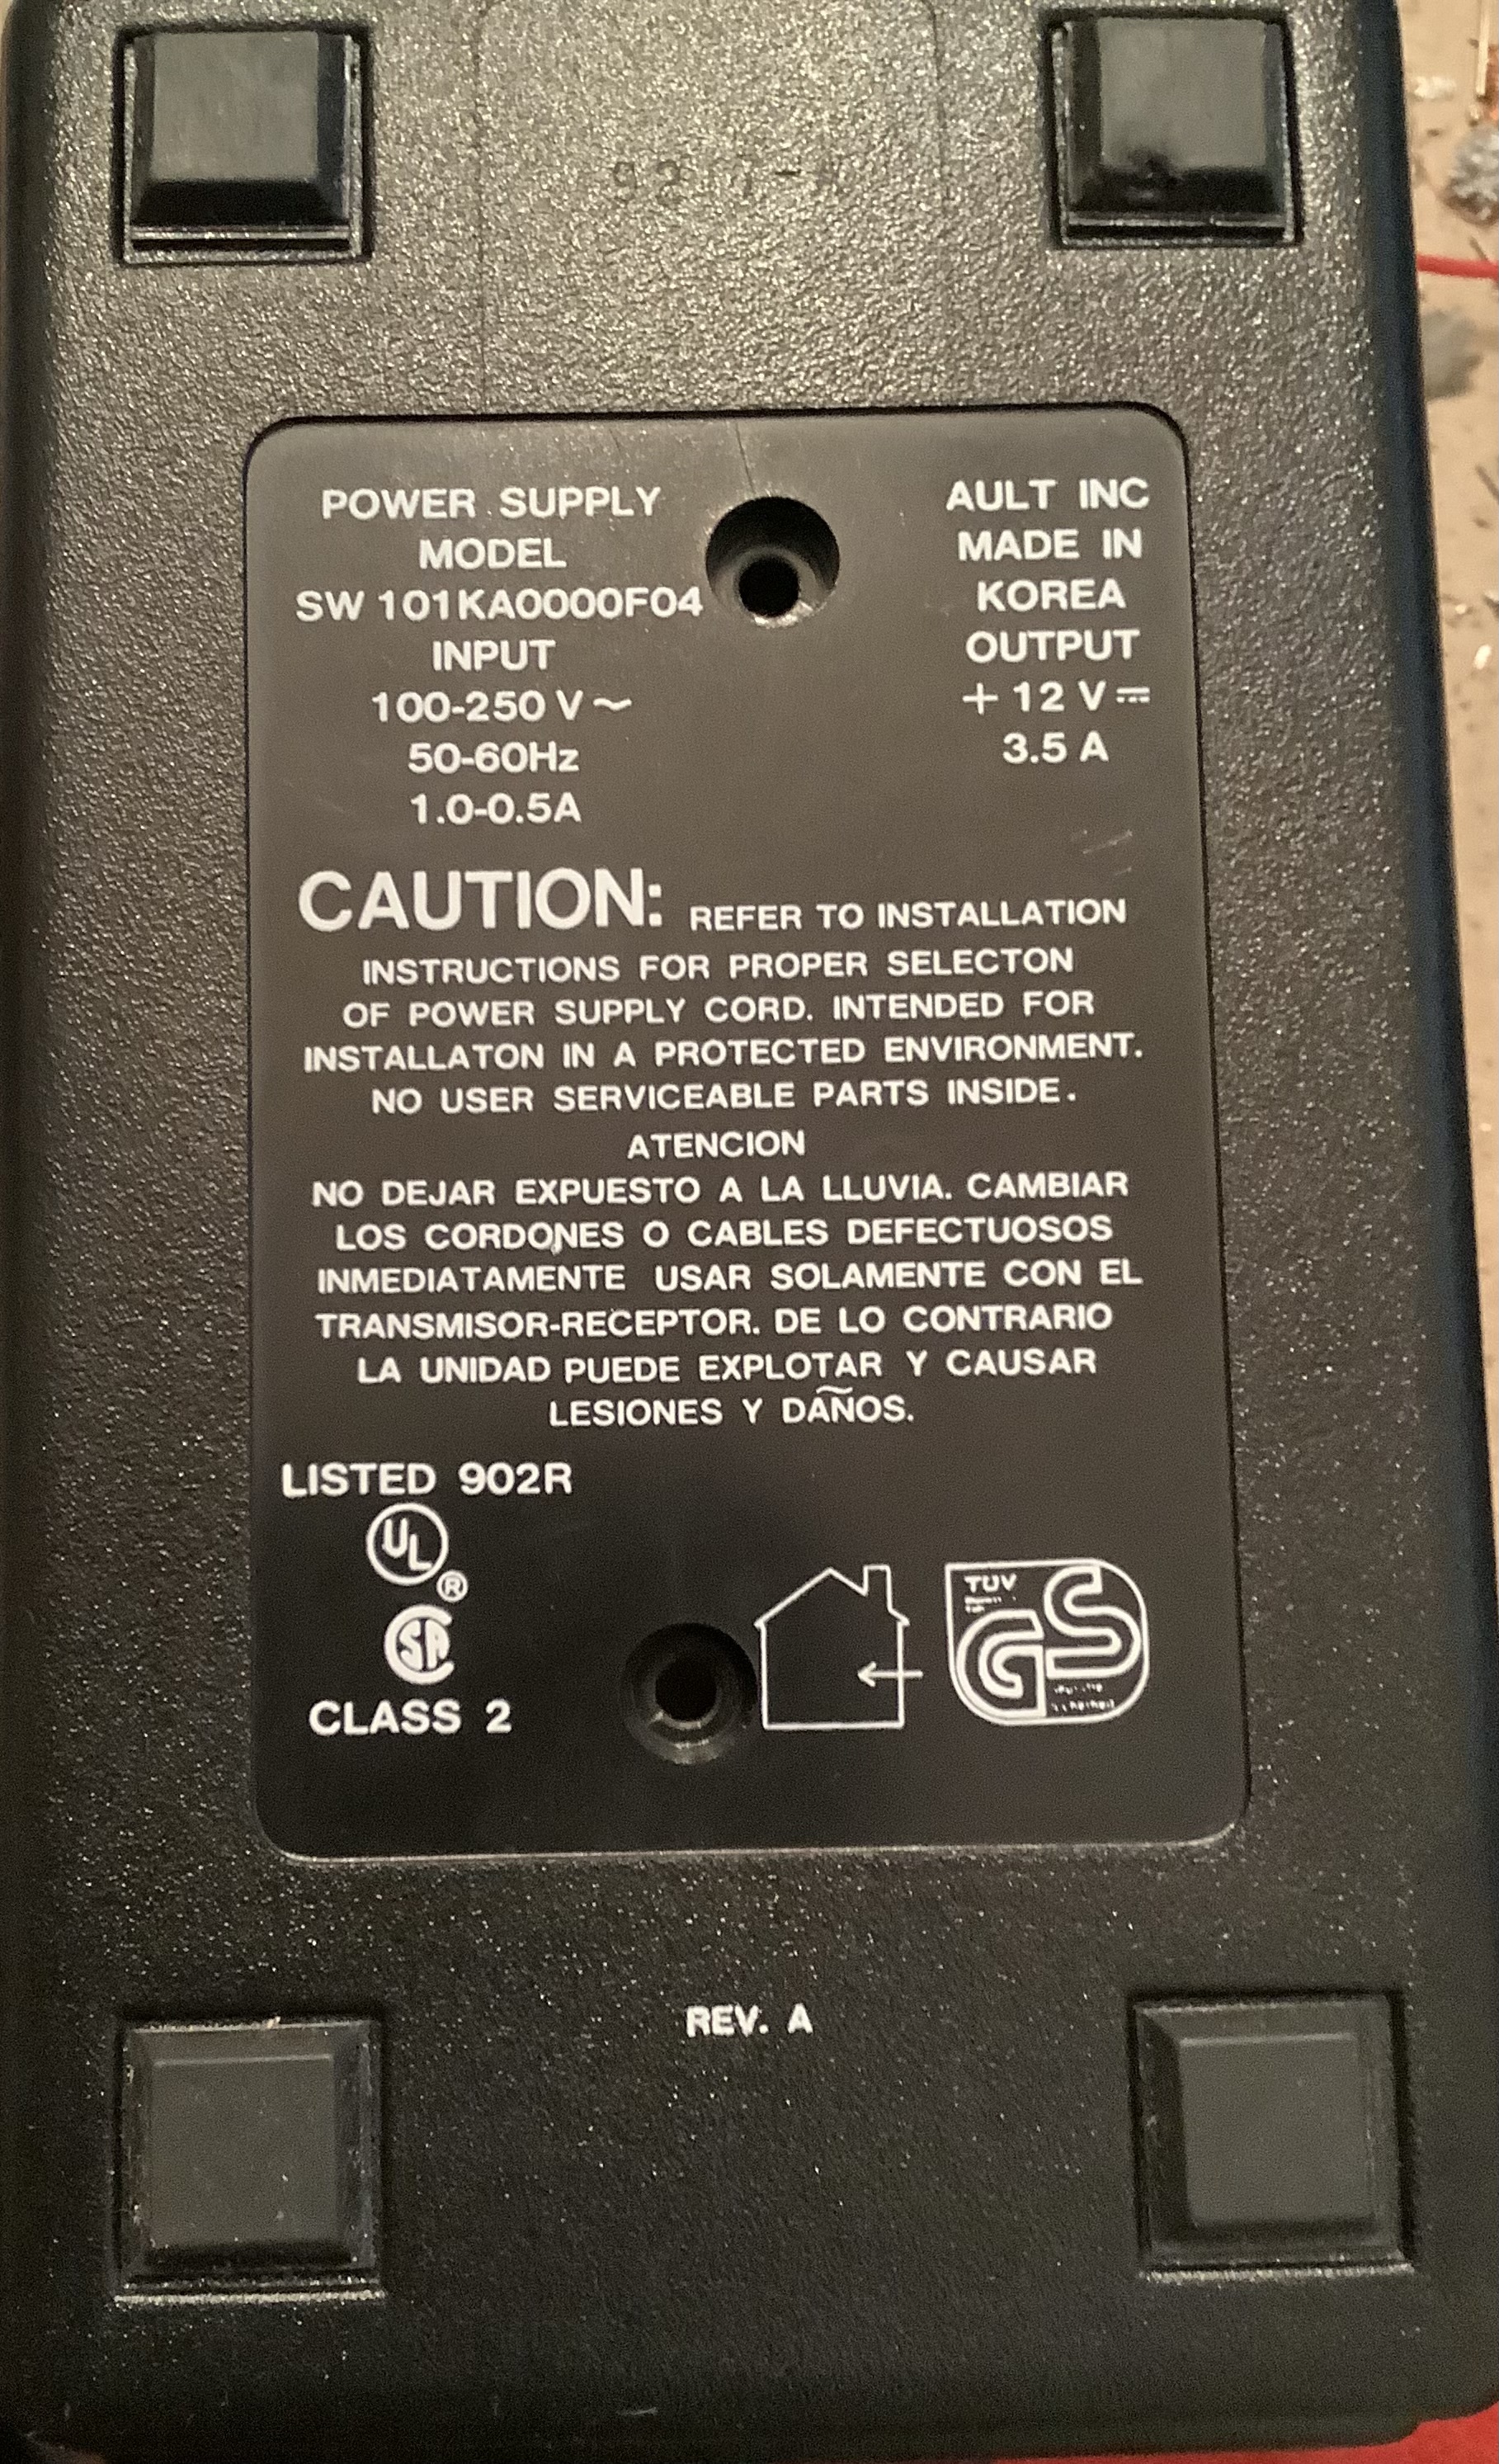 POWER SUPPLY
MODEL
SW 101KA0000F04
INPUT
100-250 V ~
50-60Hz
1.0-0.5A
AULT INC
MADE IN
KOREA
OUTPUT
+ 12 V ⎓
3.5 A
CAUTION: REFER TO INSTALLATION
INSTRUCTIONS FOR PROPER SELECTON
OF POWER SUPPLY CORD. INTENDED FOR
INSTALLATON IN A PROTECTED ENVIRONMENT.
NO USER SERVICEABLE PARTS INSIDE.
ATENCION
NO DEJAR EXPUESTO A LA LLUVIA. CAMBIAR
LOS CORDONES O CABLES DEFECTUOSOS
INMEDIATAMENTE USAR SOLAMENTE CON EL
TRANSMISOR-RECEPTOR. DE LO CONTRARIO
LA UNIDAD PUEDE EXPLOTAR Y CAUSAR
LESIONES Y DAÑOS.
LISTED 902R
UL
®
SA
CLASS 2
TUV
GS
REV. A